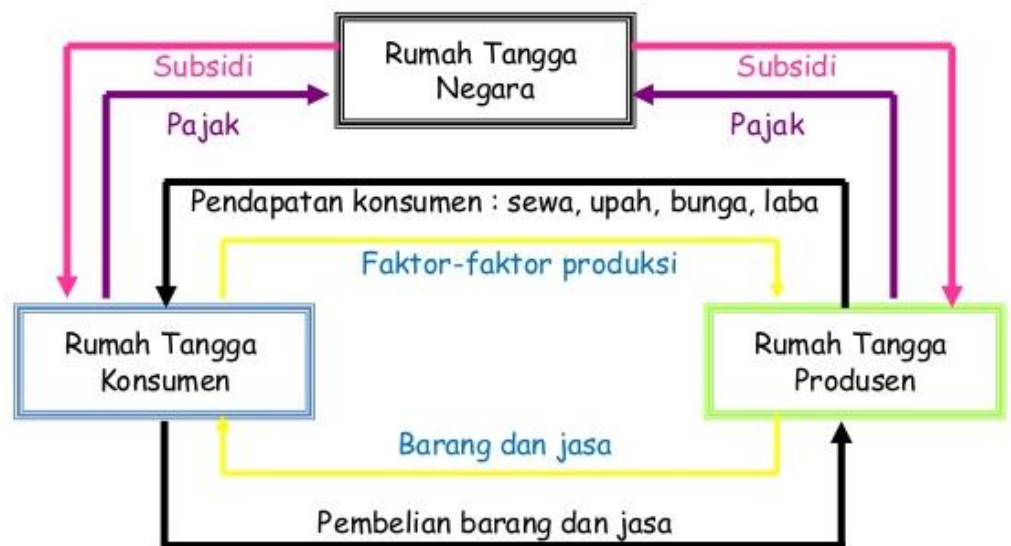 Rumah Tangga
Negara
Subsidi
Subsidi
Pajak
Pajak
Pendapatan konsumen : sewa, upah, bunga, laba
Faktor-faktor produksi
Rumah Tangga
Konsumen
Rumah Tangga
Produsen
Barang dan jasa
Pembelian barang dan jasa